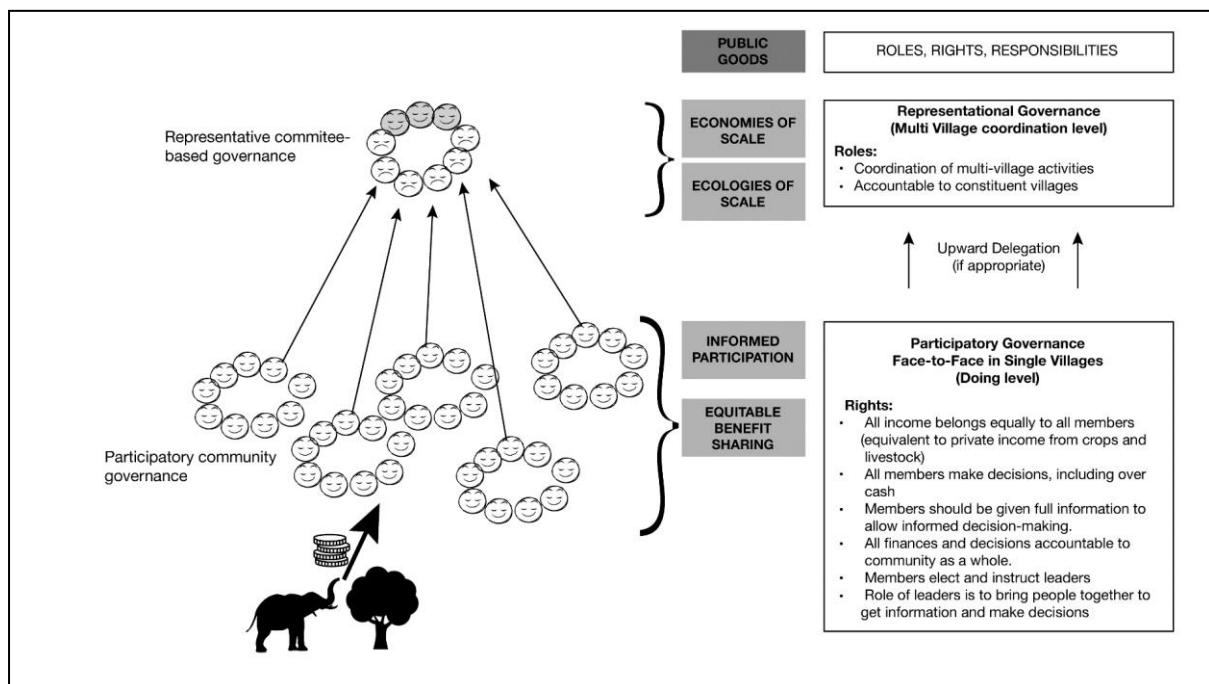 PUBLIC
GOODS
ROLES, RIGHTS, RESPONSIBILITIES
Representative commitee-
based governance
ECONOMIES OF
SCALE
ECOLOGIES OF
SCALE
Representational Governance
(Multi Village coordination level)
Roles:
• Coordination of multi-village activities
• Accountable to constituent villages
Upward Delegation
(if appropriate)
Participatory community
governance
INFORMED
PARTICIPATION
EQUITABLE
BENEFIT
SHARING
Participatory Governance
Face-to-Face in Single Villages
(Doing level)
Rights:
• All income belongs equally to all members
(equivalent to private income from crops and
livestock)
• All members make decisions, including over
cash
• Members should be given full information to
allow informed decision-making.
• All finances and decisions accountable to
community as a whole.
• Members elect and instruct leaders
• Role of leaders is to bring people together to
get information and make decisions